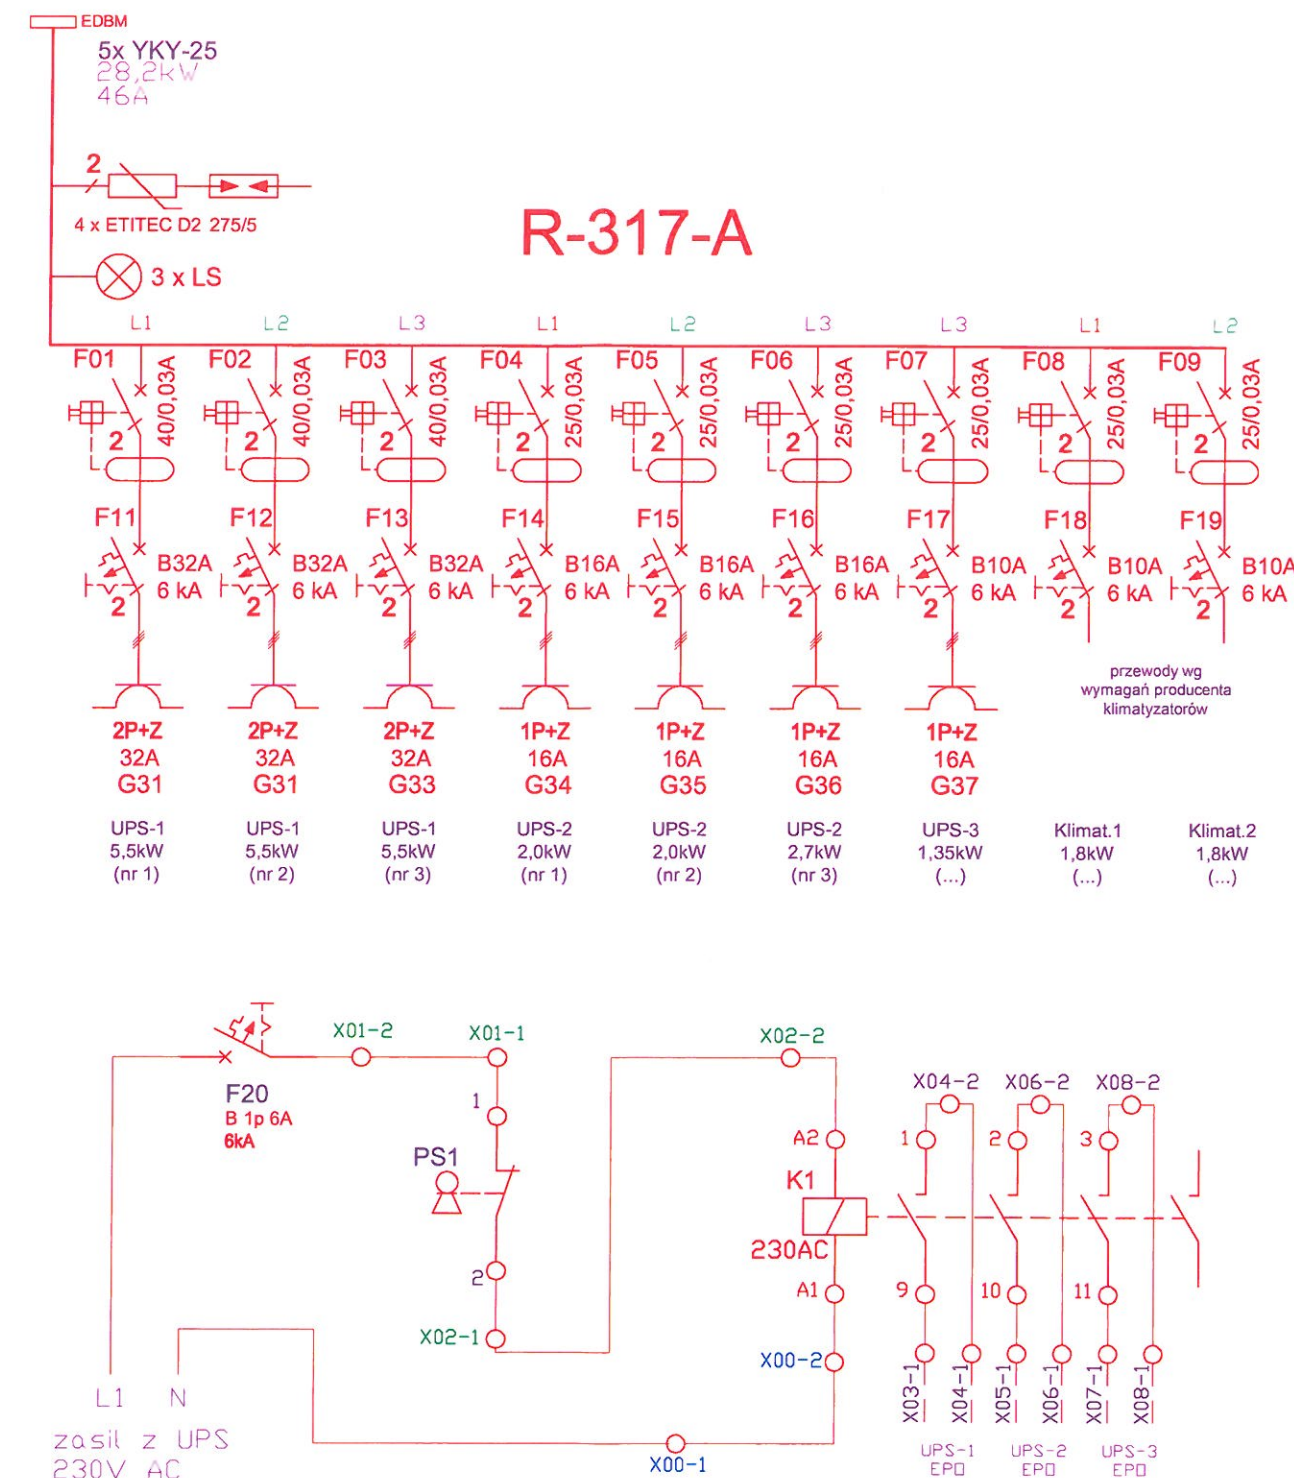 EDBM
5x YKY-25
28,2kW
46A
2
4 x ETITEC D2 275/5
R-317-A
3 x LS
L1 L2 L3 L1 L2 L3 L3 L1 L2
F01 F02 F03 F04 F05 F06 F07 F08 F09
40/0,03A 40/0,03A 40/0,03A 25/0,03A 25/0,03A 25/0,03A 25/0,03A 25/0,03A 25/0,03A
2 2 2 2 2 2 2 2 2
F11 F12 F13 F14 F15 F16 F17 F18 F19
B32A B32A B32A B16A B16A B16A B10A B10A B10A
6 kA 6 kA 6 kA 6 kA 6 kA 6 kA 6 kA 6 kA 6 kA
2 2 2 2 2 2 2 2 2
przewody wg
wymagań producenta
klimatyzatorów
2P+Z 2P+Z 2P+Z 1P+Z 1P+Z 1P+Z 1P+Z
32A 32A 32A 16A 16A 16A 16A
G31 G31 G33 G34 G35 G36 G37
UPS-1 UPS-1 UPS-1 UPS-2 UPS-2 UPS-2 UPS-3 Klimat.1 Klimat.2
5,5kW 5,5kW 5,5kW 2,0kW 2,0kW 2,7kW 1,35kW 1,8kW 1,8kW
(nr 1) (nr 2) (nr 3) (nr 1) (nr 2) (nr 3) (...) (...) (...)
X01-2 X01-1 X02-2
F20
B 1p 6A
6kA
X04-2 X06-2 X08-2
1
A2 1 2 3
PS1
K1
230AC
2
A1 9 10 11
X02-1
X00-2
X03-1 X04-1 X05-1 X06-1 X07-1 X08-1
L1 N
zasil z UPS
230V AC
UPS-1 UPS-2 UPS-3
EPO EPO EPO
X00-1